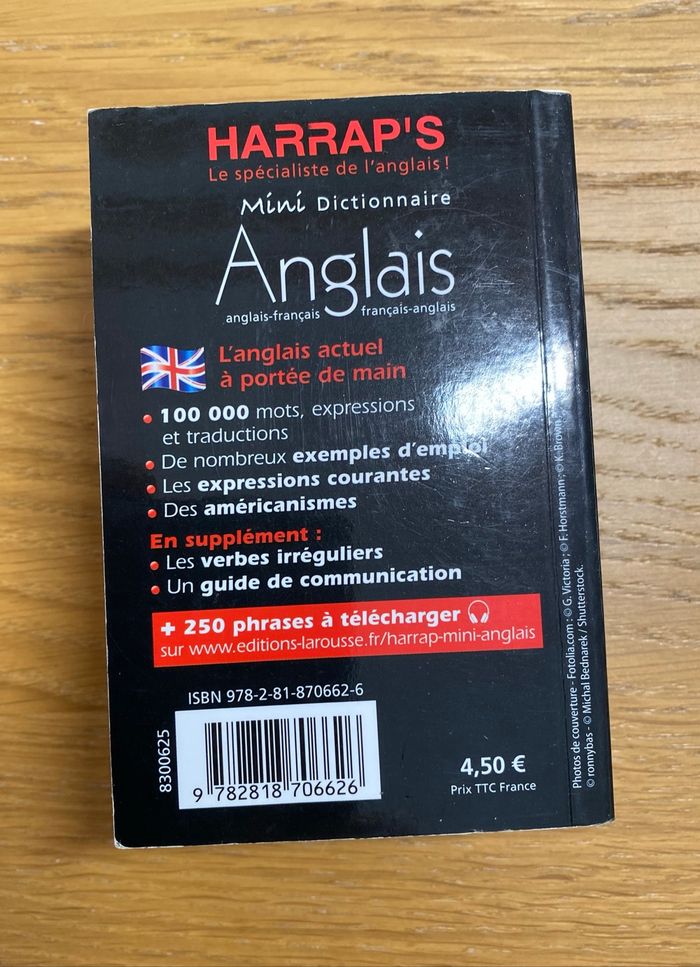 HARRAP'S
Le spécialiste de l'anglais !
Mini Dictionnaire
Anglais
anglais-français français-anglais
L'anglais actuel
à portée de main
• 100 000 mots, expressions
et traductions
• De nombreux exemples d'emploi
• Les expressions courantes
• Des américanismes
En supplément :
• Les verbes irréguliers
• Un guide de communication
+ 250 phrases à télécharger
sur www.editions-larousse.fr/harrap-mini-anglais
ISBN 978-2-81-870662-6
8300625
9 782818 706626
4,50 €
Prix TTC France
Photos de couverture - Fotolia.com : © G. Victoria ; © F. Horstmann ; © K. Brown ;
© ronnybas - © Michal Bednarek / Shutterstock.